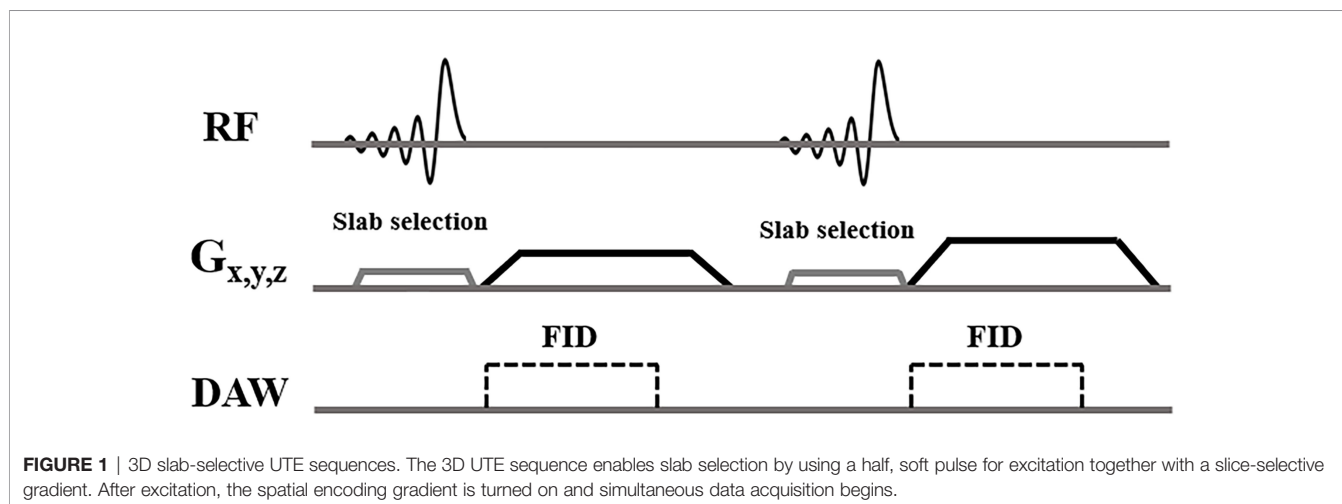 RF
Slab selection
Slab selection
Gx,y,z
FID
FID
DAW
FIGURE 1 | 3D slab-selective UTE sequences. The 3D UTE sequence enables slab selection by using a half, soft pulse for excitation together with a slice-selective
gradient. After excitation, the spatial encoding gradient is turned on and simultaneous data acquisition begins.